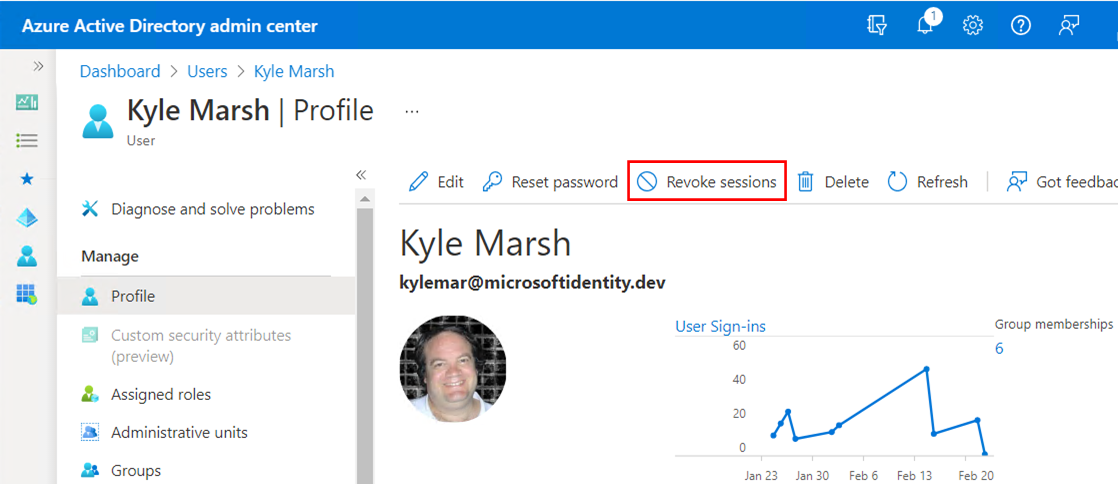 Azure Active Directory admin center
1
Dashboard > Users > Kyle Marsh
Kyle Marsh | Profile ...
User
Edit Reset password Revoke sessions Delete Refresh | Got feedbac
Diagnose and solve problems
Manage
Profile
Custom security attributes
(preview)
Assigned roles
Administrative units
Groups
Kyle Marsh
kylemar@microsoftidentity.dev
User Sign-ins
60
40
20
0
Jan 23 Jan 30 Feb 6 Feb 13 Feb 20
Group memberships
6